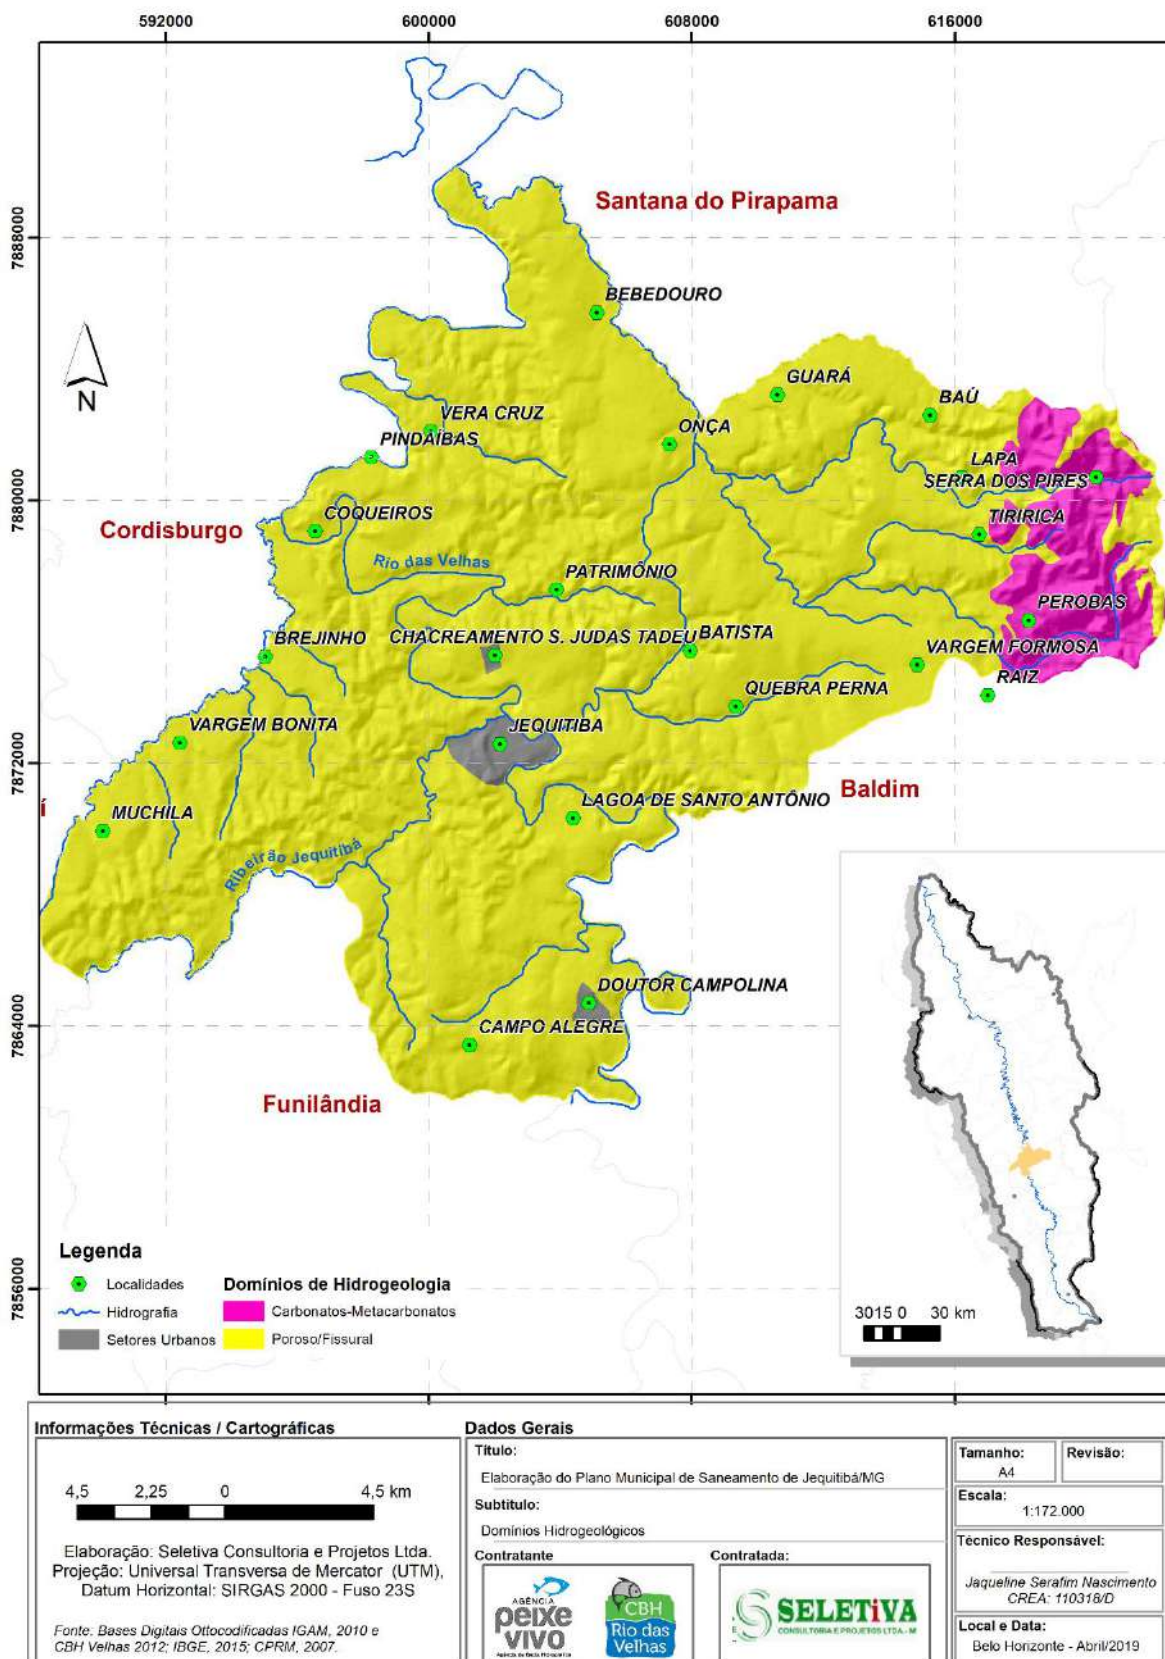 592000
600000
608000
616000
Santana do Pirapama
7888000
BEBEDOURO
N
GUARÁ
BAÚ
VERA CRUZ
ONÇA
PINDAÍBAS
LAPA
SERRA DOS PIRES
7880000
COQUEIROS
Cordisburgo
TIRIRICA
Rio das Velhas
PATRIMÔNIO
PEROBAS
BREJINHO
CHACREAMENTO S. JUDAS TADEU
BATISTA
VARGEM FORMOSA
RAIZ
QUEBRA PERNA
VARGEM BONITA
JEQUITIBA
7872000
Baldim
LAGOA DE SANTO ANTÔNIO
í
MUCHILA
Ribeirão Jequitibá
DOUTOR CAMPOLINA
7864000
CAMPO ALEGRE
Funilândia
Legenda
Localidades
Domínios de Hidrogeologia
7856000
Hidrografia
Carbonatos-Metacarbonatos
Setores Urbanos
Poroso/Fissural
3015 0 30 km
Informações Técnicas / Cartográficas
4,5 2,25 0 4,5 km
Elaboração: Seletiva Consultoria e Projetos Ltda.
Projeção: Universal Transversa de Mercator (UTM),
Datum Horizontal: SIRGAS 2000 - Fuso 23S
Fonte: Bases Digitais Ottocodificadas IGAM, 2010 e
CBH Velhas 2012; IBGE, 2015; CPRM, 2007.
Dados Gerais
Título:
Elaboração do Plano Municipal de Saneamento de Jequitibá/MG
Subtítulo:
Domínios Hidrogeológicos
Contratante
AGÊNCIA
peixe
vivo
Contratada:
CBH
Rio das
Velhas
SELETiVA
CONSULTORIA E PROJETOS LTDA - M
Tamanho:
A4
Revisão:
Escala:
1:172.000
Técnico Responsável:
Jaqueline Serafim Nascimento
CREA: 110318/D
Local e Data:
Belo Horizonte - Abril/2019